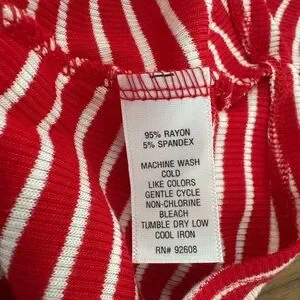 95% RAYON
5% SPANDEX
MACHINE WASH
COLD
LIKE COLORS
GENTLE CYCLE
NON-CHLORINE
BLEACH
TUMBLE DRY LOW
COOL IRON
RN# 92608